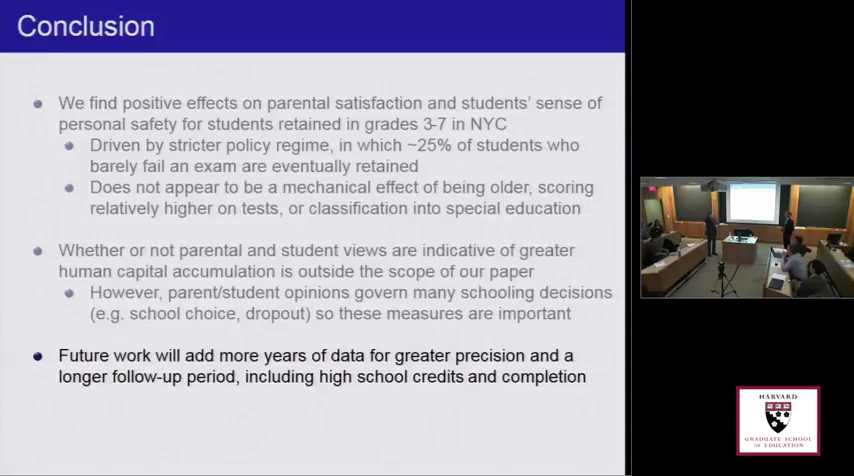 Conclusion
We find positive effects on parental satisfaction and students' sense of
personal safety for students retained in grades 3-7 in NYC
Driven by stricter policy regime, in which ~25% of students who
barely fail an exam are eventually retained
Does not appear to be a mechanical effect of being older, scoring
relatively higher on tests, or classification into special education
Whether or not parental and student views are indicative of greater
human capital accumulation is outside the scope of our paper
However, parent/student opinions govern many schooling decisions
(e.g. school choice, dropout) so these measures are important
Future work will add more years of data for greater precision and a
longer follow-up period, including high school credits and completion
HARVARD
GRADUATE SCHOOL
OF EDUCATION